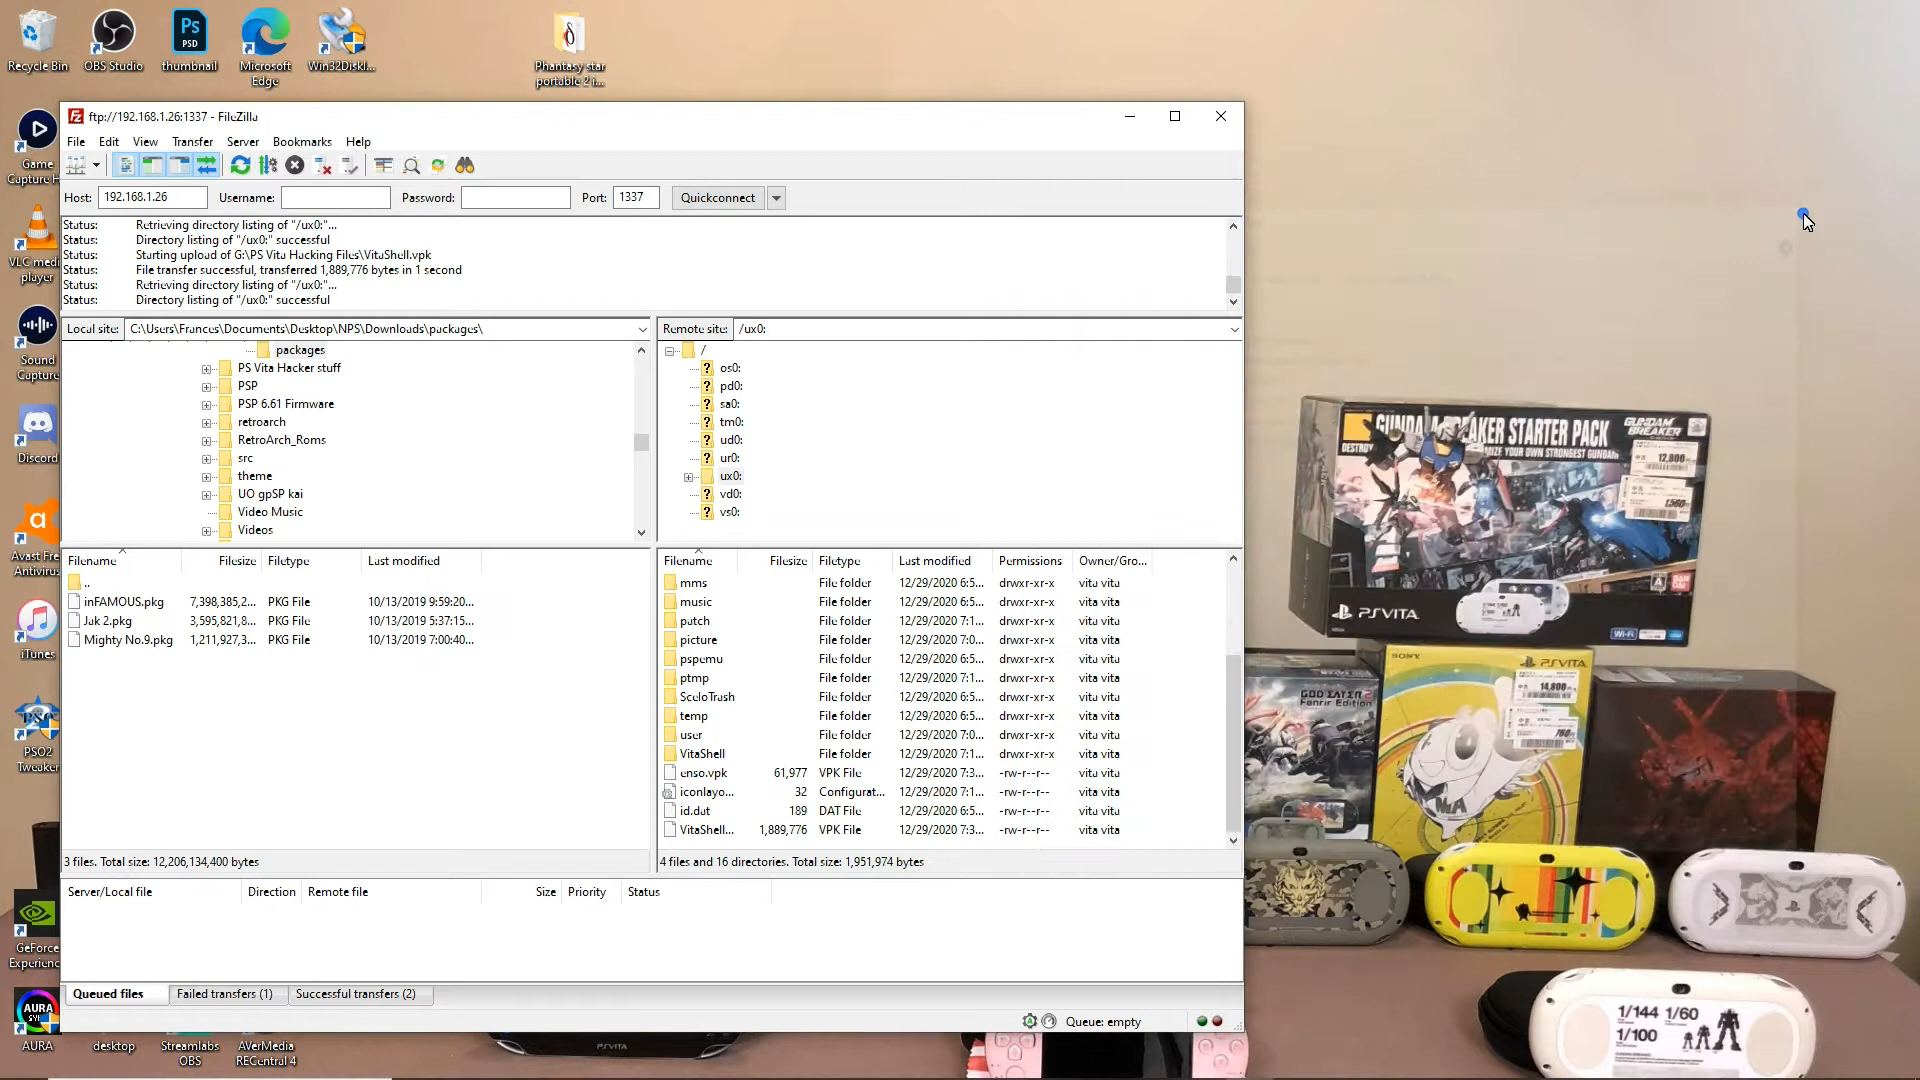 Recycle Bin
OBS Studio
thumbnail
Microsoft
Edge
Win32DiskI...
Phantasy star
portable 2 i...
Game
Capture H
VLC medi
player
Sound
Capture
Discord
Avast Fre
Antiviru
iTunes
PSO2
Tweake
GeForce
Experienc
AURA
desktop
Streamlabs
OBS
AVerMedia
RECentral 4
ftp://192.168.1.26:1337 - FileZilla
File Edit View Transfer Server Bookmarks Help
Host: 192.168.1.26 Username: Password: Port: 1337 Quickconnect
Status: Retrieving directory listing of "/ux0:"...
Status: Directory listing of "/ux0:" successful
Status: Starting upload of G:\PS Vita Hacking Files\VitaShell.vpk
Status: File transfer successful, transferred 1,889,776 bytes in 1 second
Status: Retrieving directory listing of "/ux0:"...
Status: Directory listing of "/ux0:" successful
Local site: C:\Users\Frances\Documents\Desktop\NPS\Downloads\packages\
packages
PS Vita Hacker stuff
PSP
PSP 6.61 Firmware
retroarch
RetroArch_Roms
src
theme
UO gpSP kai
Video Music
Videos
Remote site: /ux0:
/
os0:
pd0:
sa0:
tm0:
ud0:
ur0:
ux0:
vd0:
vs0:
Filename Filesize Filetype Last modified
..
inFAMOUS.pkg 7,398,385,2... PKG File 10/13/2019 9:59:20...
Jak 2.pkg 3,595,821,8... PKG File 10/13/2019 5:37:15...
Mighty No.9.pkg 1,211,927,3... PKG File 10/13/2019 7:00:40...
3 files. Total size: 12,206,134,400 bytes
Filename Filesize Filetype Last modified Permissions Owner/Gro...
mms File folder 12/29/2020 6:5... drwxr-xr-x vita vita
music File folder 12/29/2020 6:5... drwxr-xr-x vita vita
patch File folder 12/29/2020 7:1... drwxr-xr-x vita vita
picture File folder 12/29/2020 7:0... drwxr-xr-x vita vita
pspemu File folder 12/29/2020 6:5... drwxr-xr-x vita vita
ptmp File folder 12/29/2020 7:1... drwxr-xr-x vita vita
SceIoTrash File folder 12/29/2020 6:5... drwxr-xr-x vita vita
temp File folder 12/29/2020 6:5... drwxr-xr-x vita vita
user File folder 12/29/2020 7:0... drwxr-xr-x vita vita
VitaShell File folder 12/29/2020 7:1... drwxr-xr-x vita vita
enso.vpk 61,977 VPK File 12/29/2020 7:3... -rw-r--r-- vita vita
iconlayo... 32 Configurat... 12/29/2020 7:1... -rw-r--r-- vita vita
id.dat 189 DAT File 12/29/2020 6:5... -rw-r--r-- vita vita
VitaShell... 1,889,776 VPK File 12/29/2020 7:3... -rw-r--r-- vita vita
4 files and 16 directories. Total size: 1,951,974 bytes
Server/Local file Direction Remote file Size Priority Status
Queued files Failed transfers (1) Successful transfers (2)
Queue: empty
STARTER PACK
GUNDAM
BREAKER
12,800
PSVITA
Wi-Fi
SONY
PSVITA
14,800
GOD EATER 2
Fenrir Edition
1/144 1/60
1/100
PSVITA